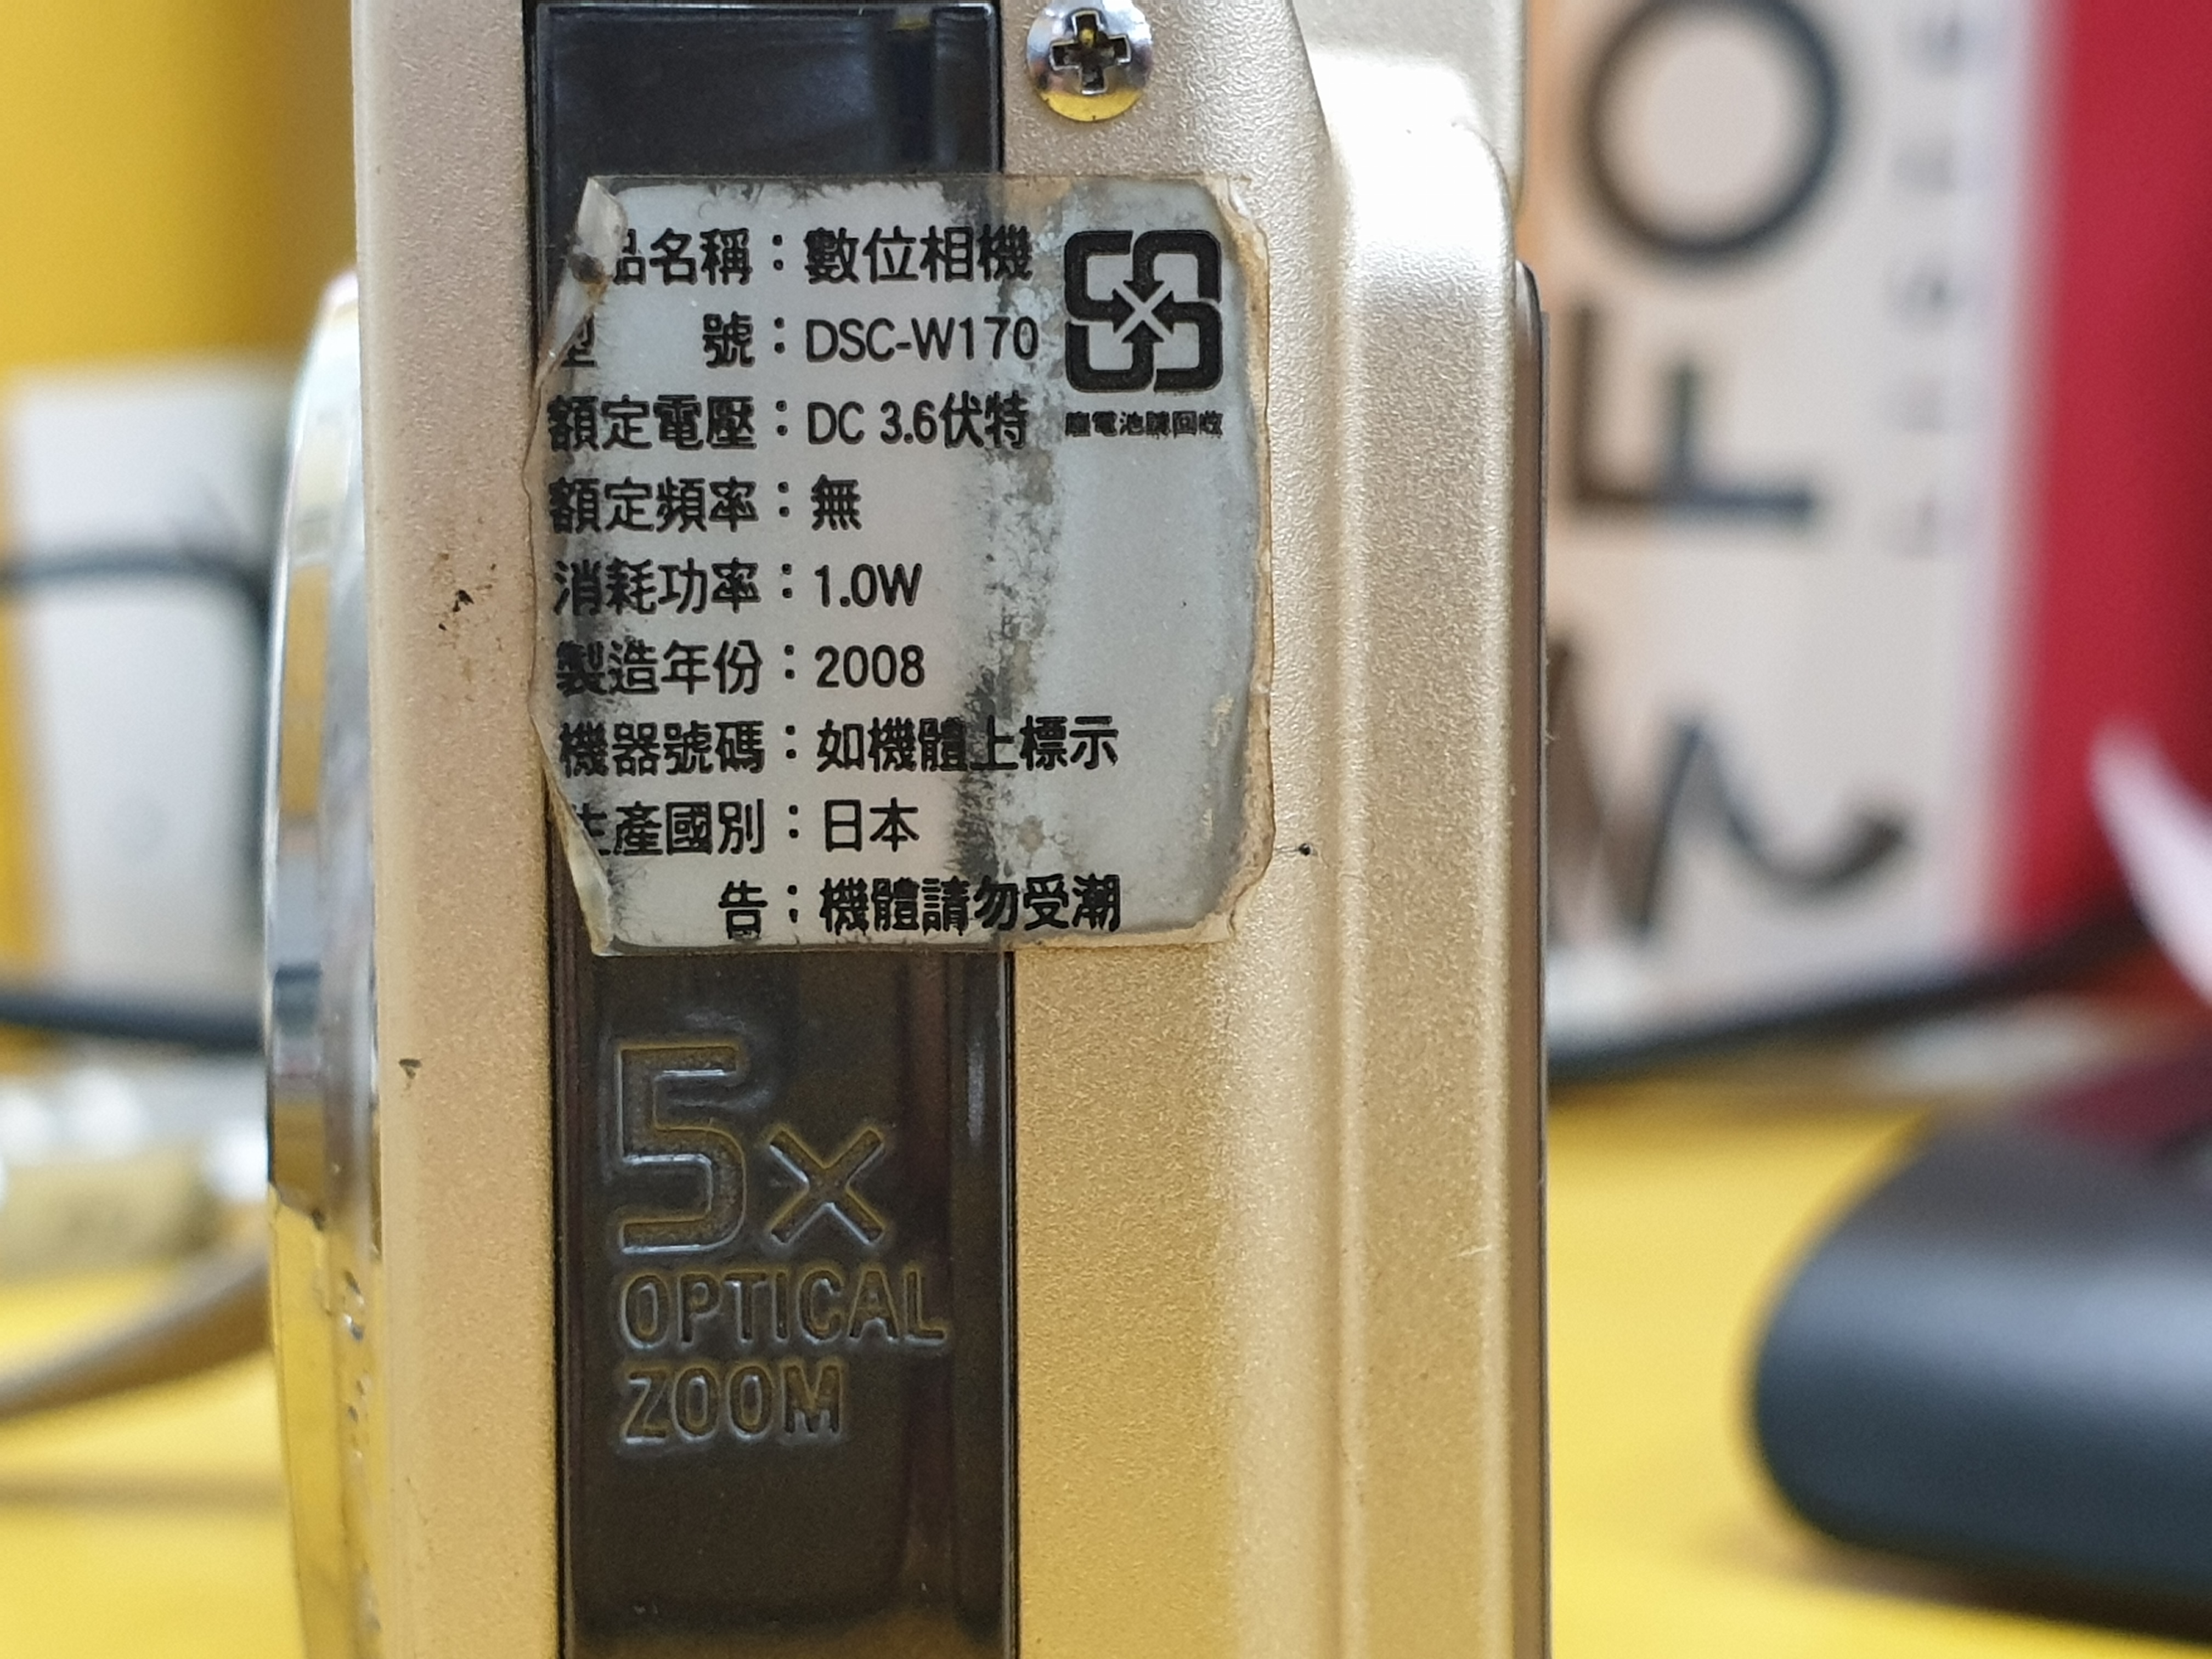 品名稱：數位相機
型 號：DSC-W170
額定電壓：DC 3.6伏特
廢電池請回收
額定頻率：無
消耗功率：1.0W
製造年份：2008
機器號碼：如機體上標示
生產國別：日本
告：機體請勿受潮
5x
OPTICAL
ZOOM